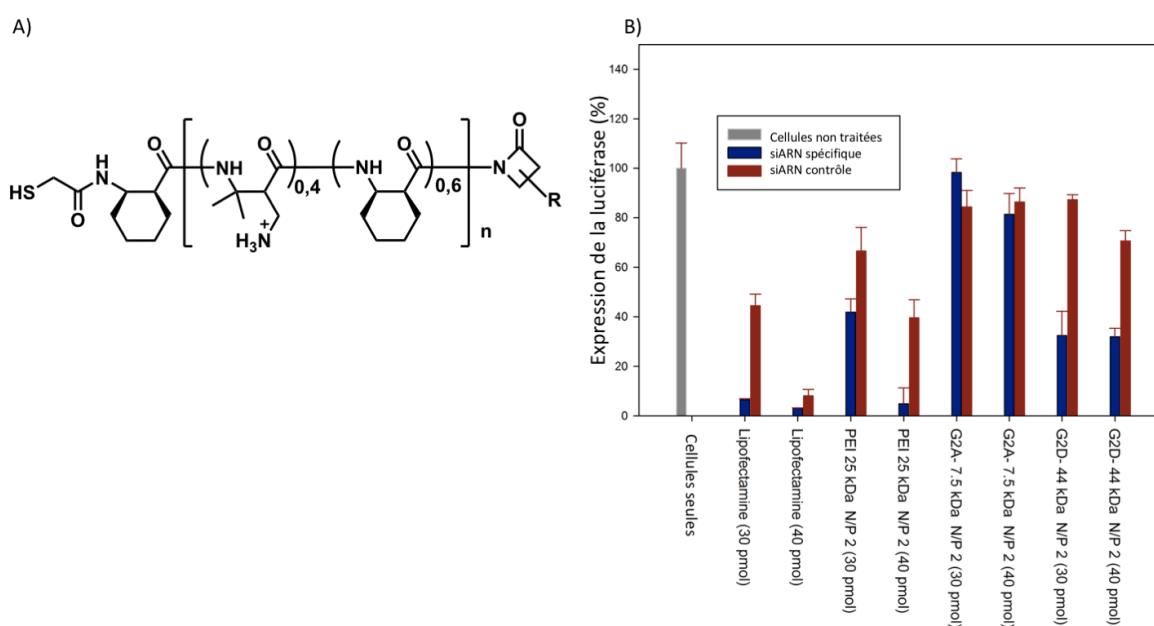 A)
B)
O
H
N
HS
O
O
NH
O
0,4
H3N
+
NH
O
0,6
n
N
O
R
Expression de la luciférase (%)
140
120
100
80
60
40
20
0
Cellules non traitées
siARN spécifique
siARN contrôle
Cellules seules
Lipofectamine (30 pmol)
Lipofectamine (40 pmol)
PEI 25 kDa N/P 2 (30 pmol)
PEI 25 kDa N/P 2 (40 pmol)
G2A- 7.5 kDa N/P 2 (30 pmol)
G2A- 7.5 kDa N/P 2 (40 pmol)
G2D- 44 kDa N/P 2 (30 pmol)
G2D- 44 kDa N/P 2 (40 pmol)